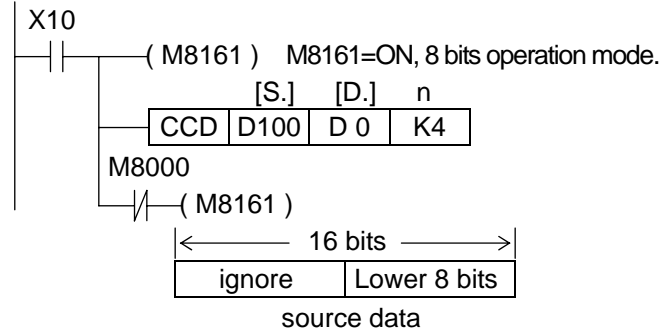 X10
( M8161 ) M8161=ON, 8 bits operation mode.
[S.] [D.] n
CCD D100 D 0 K4
M8000
( M8161 )
16 bits
ignore Lower 8 bits
source data